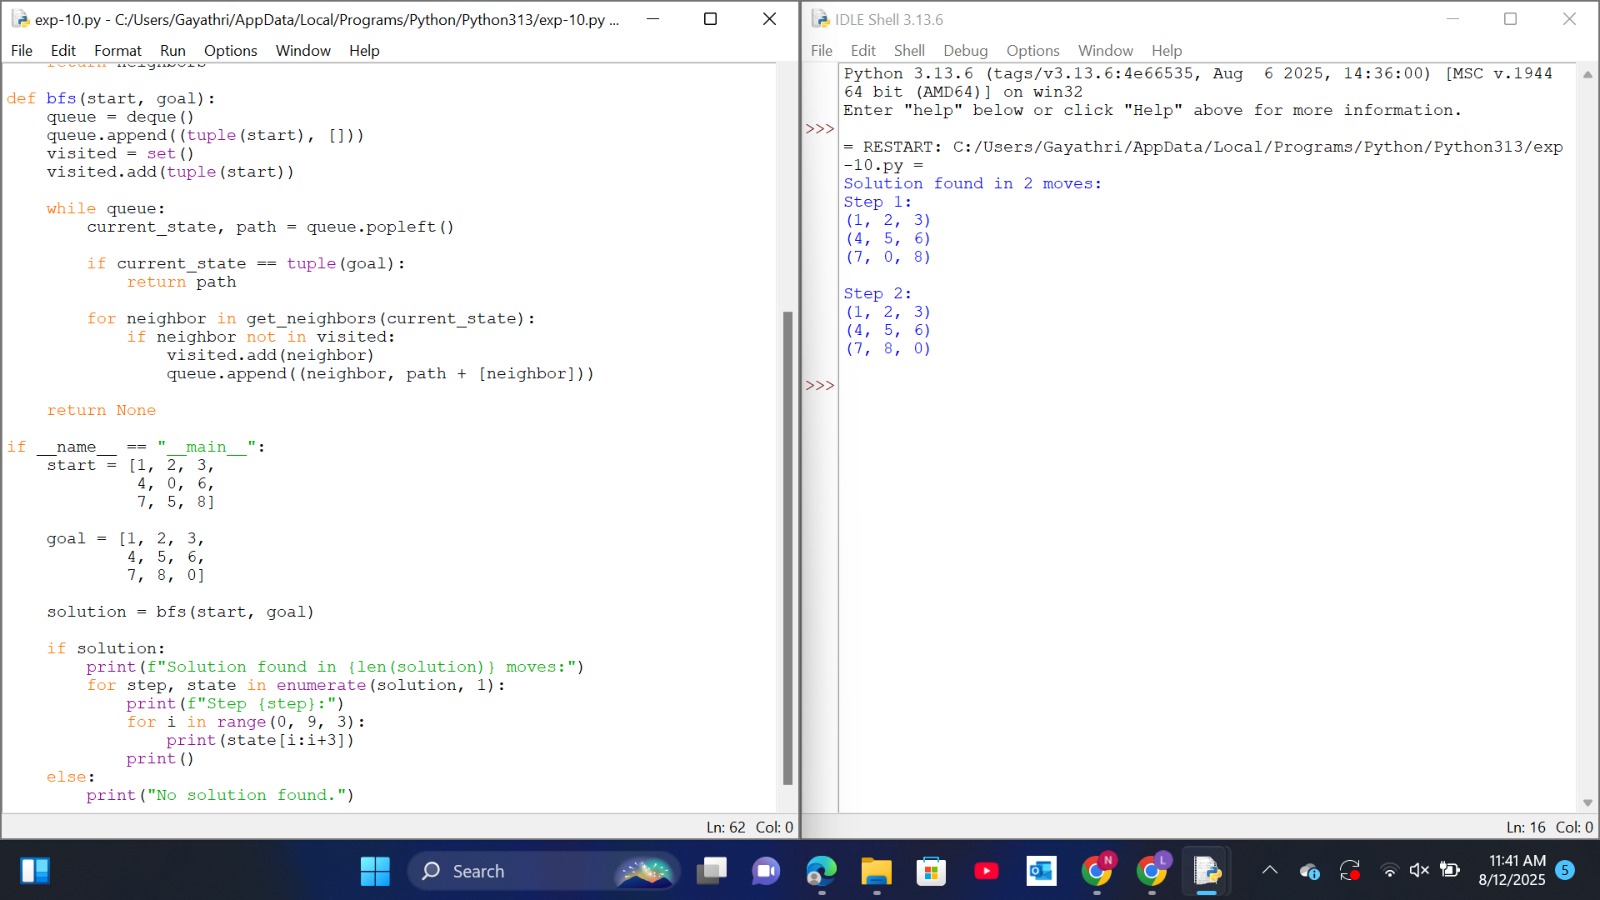 exp-10.py - C:/Users/Gayathri/AppData/Local/Programs/Python/Python313/exp-10.py ...
File Edit Format Run Options Window Help
return neighbors
def bfs(start, goal):
    queue = deque()
    queue.append((tuple(start), []))
    visited = set()
    visited.add(tuple(start))
    while queue:
        current_state, path = queue.popleft()
        if current_state == tuple(goal):
            return path
        for neighbor in get_neighbors(current_state):
            if neighbor not in visited:
                visited.add(neighbor)
                queue.append((neighbor, path + [neighbor]))
    return None
if __name__ == "__main__":
    start = [1, 2, 3,
             4, 0, 6,
             7, 5, 8]
    goal = [1, 2, 3,
            4, 5, 6,
            7, 8, 0]
    solution = bfs(start, goal)
    if solution:
        print(f"Solution found in {len(solution)} moves:")
        for step, state in enumerate(solution, 1):
            print(f"Step {step}:")
            for i in range(0, 9, 3):
                print(state[i:i+3])
            print()
    else:
        print("No solution found.")
Ln: 62 Col: 0
IDLE Shell 3.13.6
File Edit Shell Debug Options Window Help
Python 3.13.6 (tags/v3.13.6:4e66535, Aug  6 2025, 14:36:00) [MSC v.1944
64 bit (AMD64)] on win32
Enter "help" below or click "Help" above for more information.
>>>
= RESTART: C:/Users/Gayathri/AppData/Local/Programs/Python/Python313/exp
-10.py =
Solution found in 2 moves:
Step 1:
(1, 2, 3)
(4, 5, 6)
(7, 0, 8)
Step 2:
(1, 2, 3)
(4, 5, 6)
(7, 8, 0)
>>>
Ln: 16 Col: 0
Search
N
L
11:41 AM
8/12/2025
5